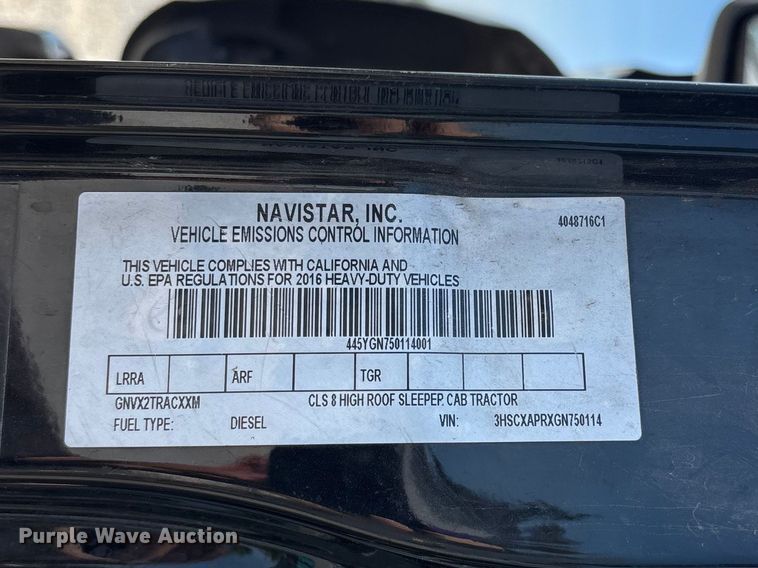 NAVISTAR, INC.
4048716C1
VEHICLE EMISSIONS CONTROL INFORMATION
THIS VEHICLE COMPLIES WITH CALIFORNIA AND
U.S. EPA REGULATIONS FOR 2016 HEAVY-DUTY VEHICLES
445YGN750114001
LRRA ARF TGR
GNVX2TRACXXM CLS 8 HIGH ROOF SLEEPER CAB TRACTOR
FUEL TYPE: DIESEL VIN: 3HSCXAPRXGN750114
Purple Wave Auction